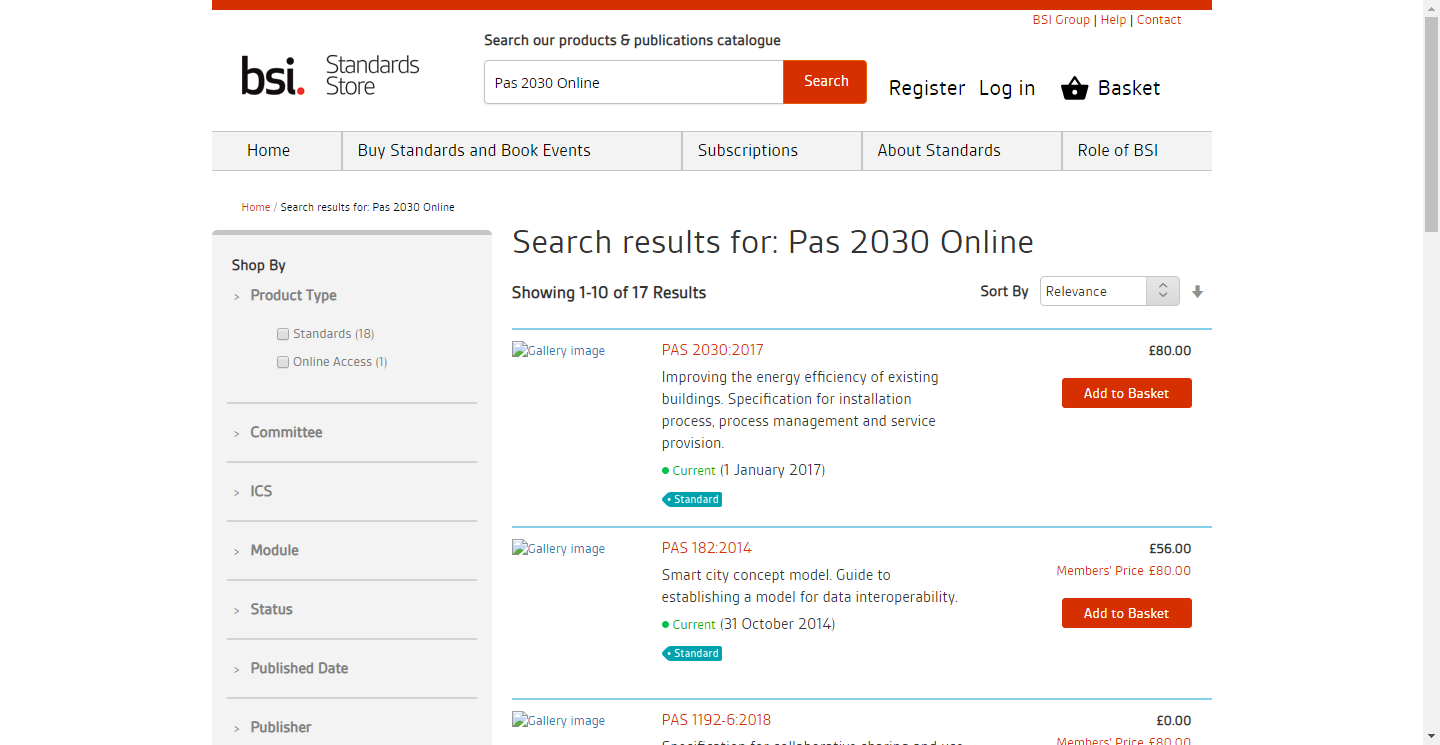 BSI Group | Help | Contact
Search our products & publications catalogue
bsi.
Standards
Store
Pas 2030 Online
Search
Register
Log in
Basket
Home
Buy Standards and Book Events
Subscriptions
About Standards
Role of BSI
Home / Search results for: Pas 2030 Online
Shop By
> Product Type
Standards (18)
Online Access (1)
> Committee
> ICS
> Module
> Status
> Published Date
> Publisher
Search results for: Pas 2030 Online
Showing 1-10 of 17 Results
Sort By
Relevance
Gallery image
PAS 2030:2017
Improving the energy efficiency of existing
buildings. Specification for installation
process, process management and service
provision.
Current (1 January 2017)
Standard
£80.00
Add to Basket
Gallery image
PAS 182:2014
Smart city concept model. Guide to
establishing a model for data interoperability.
Current (31 October 2014)
Standard
£56.00
Members' Price £80.00
Add to Basket
Gallery image
PAS 1192-6:2018
Specification for collaborative sharing and use
£0.00
Members' Price £80.00